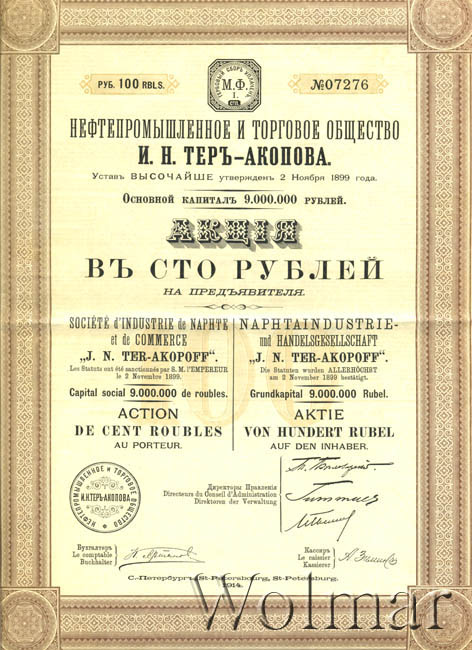 РУБ. 100 RBLS.
М.Ф.
I.
№07276
НЕФТЕПРОМЫШЛЕННОЕ И ТОРГОВОЕ ОБЩЕСТВО
И. Н. ТЕРЪ-АКОПОВА.
Уставъ ВЫСОЧАЙШЕ утвержденъ 2 Ноября 1899 года.
Основной капиталъ 9.000.000 рублей.
АКЦІЯ
ВЪ СТО РУБЛЕЙ
НА ПРЕДЪЯВИТЕЛЯ.
SOCIÉTÉ d'INDUSTRIE de NAPHTE
et de COMMERCE
„J. N. TER-AKOPOFF".
Les Statuts ont été sanctionnés par S. M. l'EMPEREUR
le 2 Novembre 1899.
Capital social 9.000.000 de roubles.
ACTION
DE CENT ROUBLES
AU PORTEUR.
NAPHTAINDUSTRIE-
und HANDELSGESELLSCHAFT
„J. N. TER-AKOPOFF".
Die Statuten wurden ALLERHÖCHST
am 2 November 1899 bestätigt.
Grundkapital 9.000.000 Rubel.
AKTIE
VON HUNDERT RUBEL
AUF DEN INHABER.
НЕФТЕПРОМЫШЛЕННОЕ И ТОРГОВОЕ ОБЩЕСТВО
И.Н.ТЕРЪ-АКОПОВА
Директоры Правленія
Directeurs du Conseil d'Administration
Direktoren der Verwaltung
Бухгалтеръ
Le comptable
Buchhalter
Кассиръ
Le caissier
Kassierer
С.-Петербургъ, St-Pétersbourg, St-Petersburg.
1914.
Wolmar